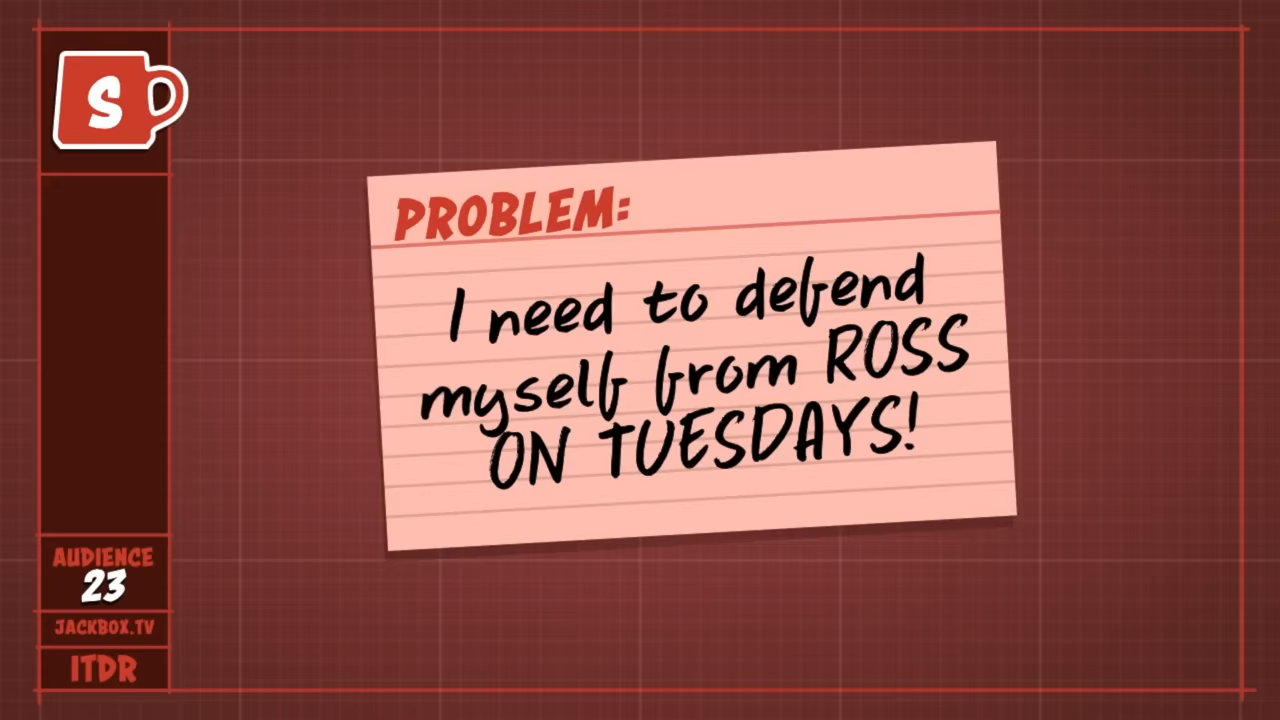 S
PROBLEM:
I need to defend
myself from ROSS
ON TUESDAYS!
AUDIENCE
23
JACKBOX.TV
ITDR